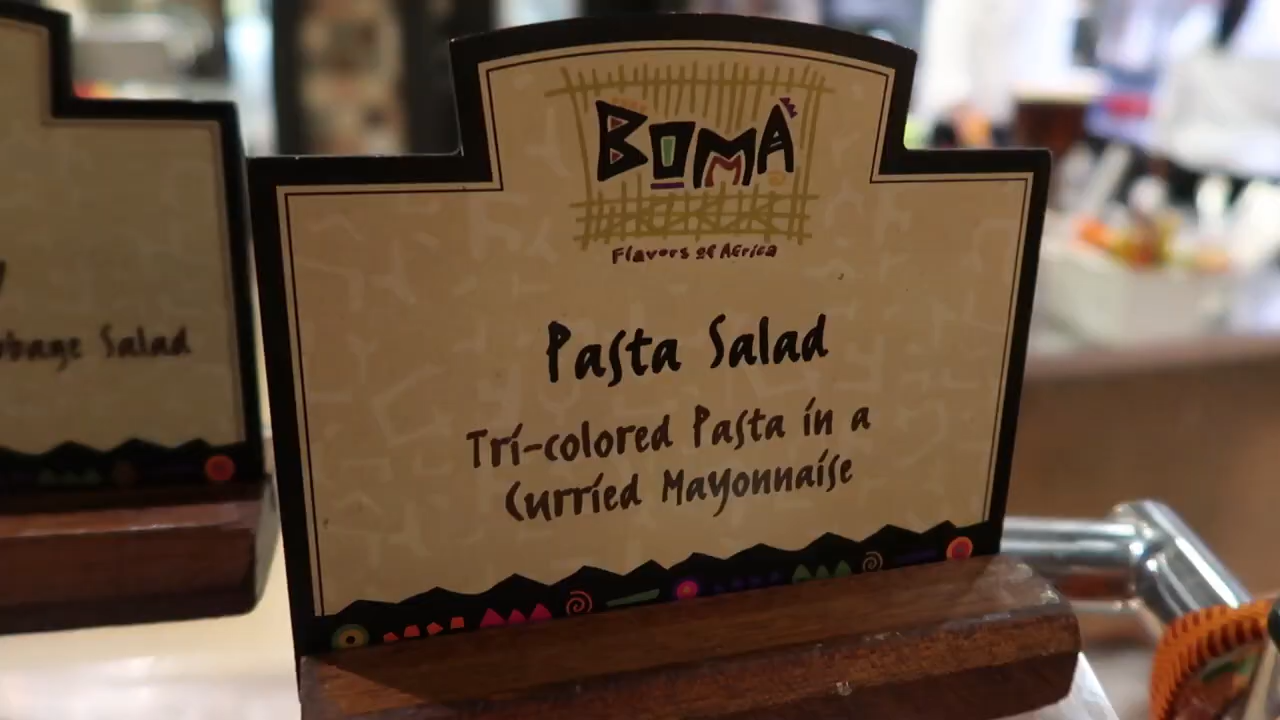 BOMA
Flavors of Africa
Pasta Salad
Tri-colored Pasta in a
Curried Mayonnaise
Salad